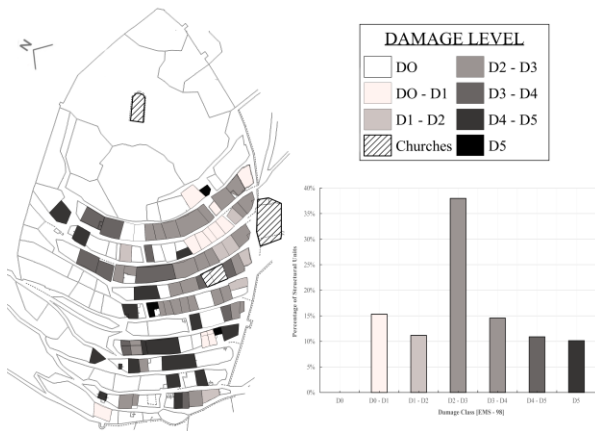 N
DAMAGE LEVEL
DO D2 - D3
DO - D1 D3 - D4
D1 - D2 D4 - D5
Churches D5
40%
35%
30%
25%
20%
15%
10%
5%
0%
Percentage of Structural Units
D0 D0 - D1 D1 - D2 D2 - D3 D3 - D4 D4 - D5 D5
Damage Class [EMS - 98]